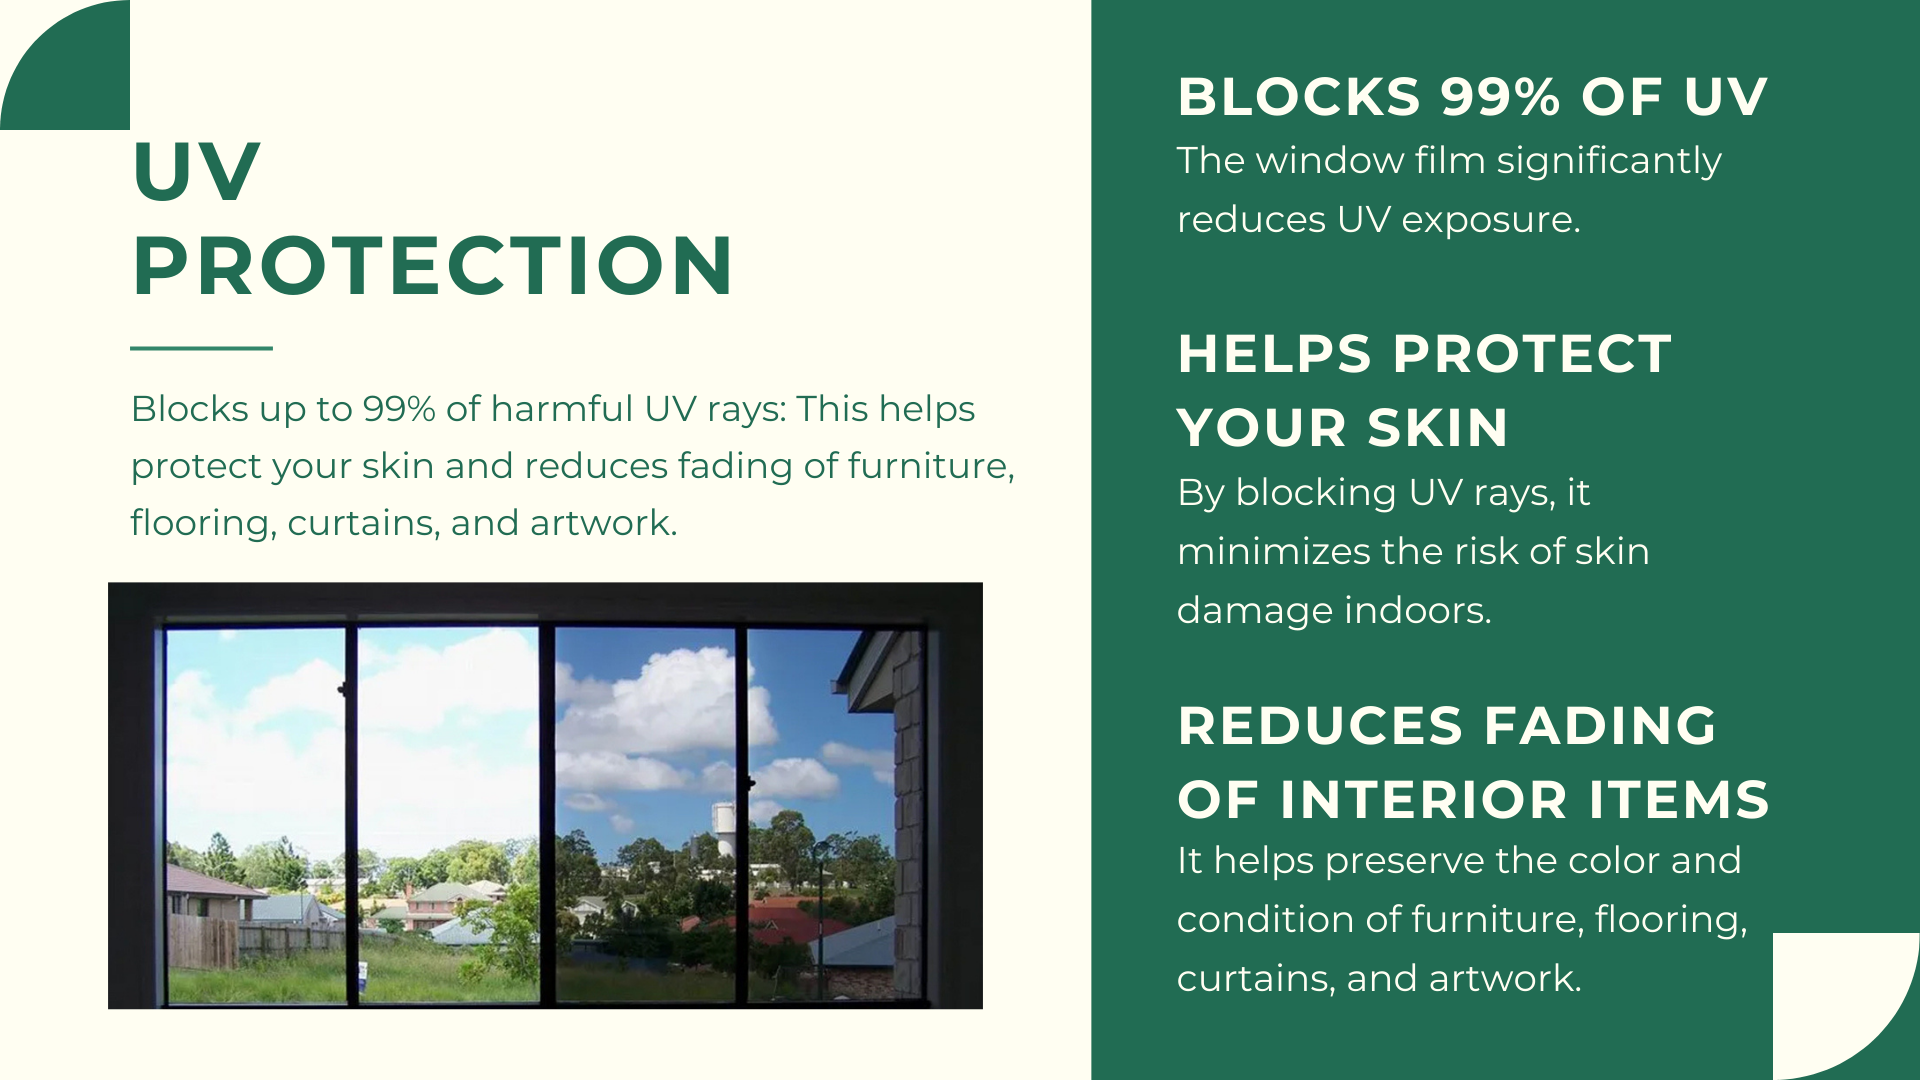 UV
PROTECTION
Blocks up to 99% of harmful UV rays: This helps
protect your skin and reduces fading of furniture,
flooring, curtains, and artwork.
BLOCKS 99% OF UV
The window film significantly
reduces UV exposure.
HELPS PROTECT
YOUR SKIN
By blocking UV rays, it
minimizes the risk of skin
damage indoors.
REDUCES FADING
OF INTERIOR ITEMS
It helps preserve the color and
condition of furniture, flooring,
curtains, and artwork.